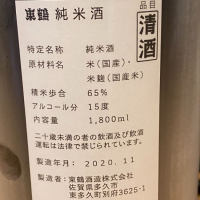 東鶴 純米酒
品目
清酒
特定名称 純米酒
原材料名 米(国産)・
米麹(国産米)
精米歩合 65%
アルコール分 15度
内容量 1,800ml
二十歳未満の者の飲酒及び飲酒
運転は法律で禁じられています。
製造年月 2020.11
製造者: 東鶴酒造株式会社
佐賀県多久市
東多久町別府3625-1